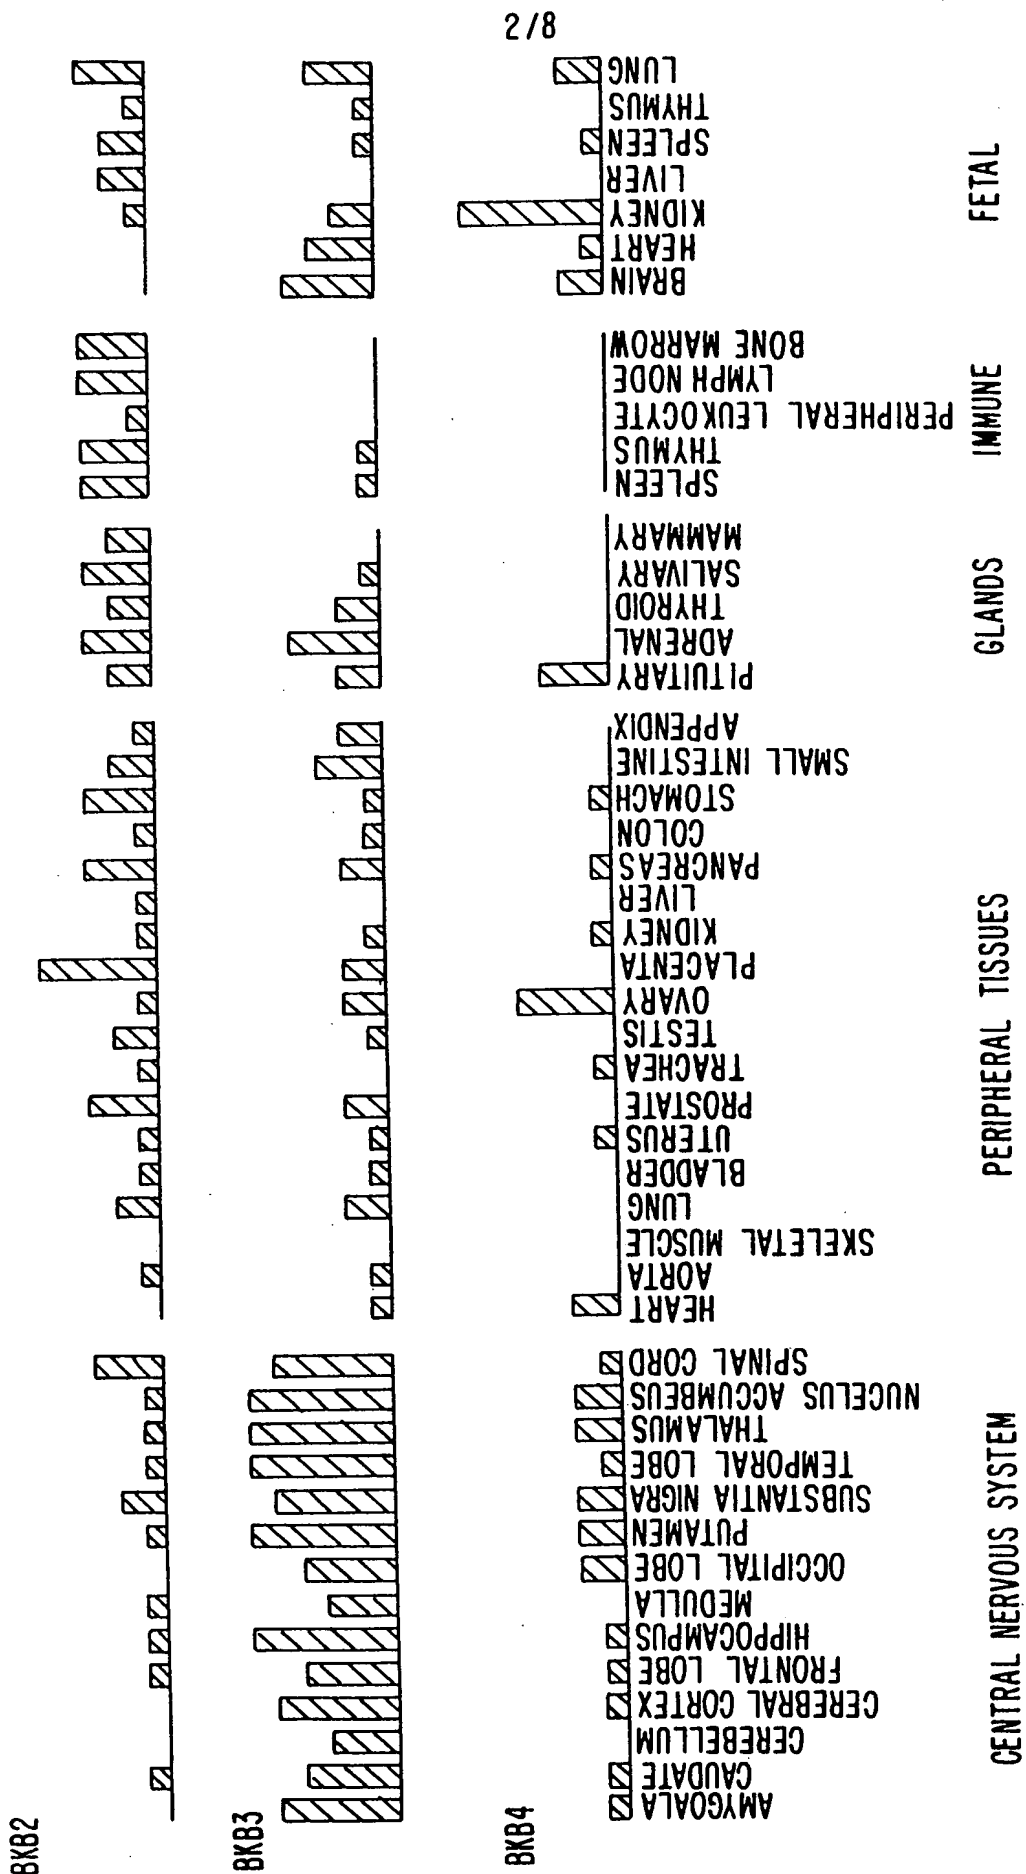 2/8
BKB2
BKB3
BKB4
AMYGOALA
CAUDATE
CEREBELLUM
CEREBRAL CORTEX
FRONTAL LOBE
HIPPOCAMPUS
MEDULLA
OCCIPITAL LOBE
PUTAMEN
SUBSTANTIA NIGRA
TEMPORAL LOBE
THALAMUS
NUCELUS ACCUMBEUS
SPINAL CORD
HEART
AORTA
SKELETAL MUSCLE
LUNG
BLADDER
UTERUS
PROSTATE
TRACHEA
TESTIS
OVARY
PLACENTA
KIDNEY
LIVER
PANCREAS
COLON
STOMACH
SMALL INTESTINE
APPENDIX
PITUITARY
ADRENAL
THYROID
SALIVARY
MAMMARY
SPLEEN
THYMUS
PERIPHERAL LEUKOCYTE
LYMPH NODE
BONE MARROW
BRAIN
HEART
KIDNEY
LIVER
SPLEEN
THYMUS
LUNG
CENTRAL NERVOUS SYSTEM
PERIPHERAL TISSUES
GLANDS
IMMUNE
FETAL